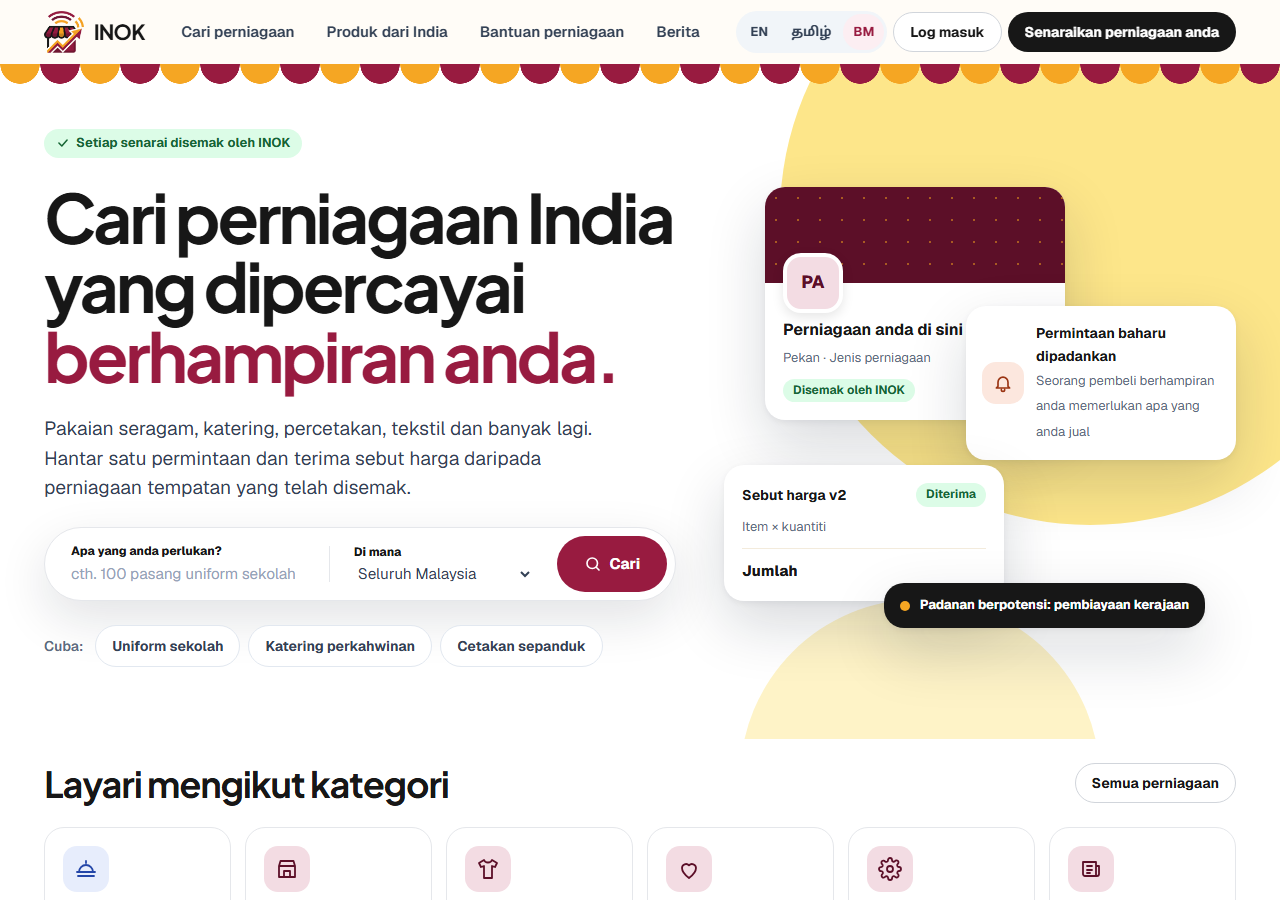 INOK
Cari perniagaan
Produk dari India
Bantuan perniagaan
Berita
EN
தமிழ்
BM
Log masuk
Senaraikan perniagaan anda
Setiap senarai disemak oleh INOK
Cari perniagaan India
yang dipercayai
berhampiran anda.
Pakaian seragam, katering, percetakan, tekstil dan banyak lagi.
Hantar satu permintaan dan terima sebut harga daripada
perniagaan tempatan yang telah disemak.
Apa yang anda perlukan?
cth. 100 pasang uniform sekolah
Di mana
Seluruh Malaysia
Cari
Cuba:
Uniform sekolah
Katering perkahwinan
Cetakan sepanduk
PA
Perniagaan anda di sini
Pekan · Jenis perniagaan
Disemak oleh INOK
Permintaan baharu
dipadankan
Seorang pembeli berhampiran
anda memerlukan apa yang
anda jual
Sebut harga v2
Diterima
Item × kuantiti
Jumlah
Padanan berpotensi: pembiayaan kerajaan
Layari mengikut kategori
Semua perniagaan